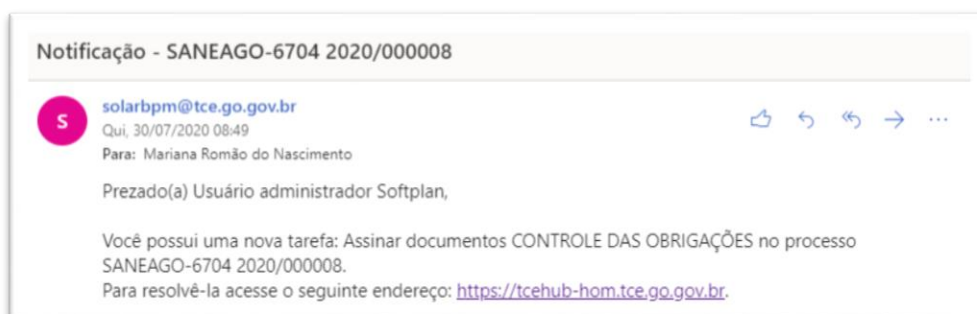 Notificação - SANEAGO-6704 2020/000008
S
solarbpm@tce.go.gov.br
Qui, 30/07/2020 08:49
Para: Mariana Romão do Nascimento
Prezado(a) Usuário administrador Softplan,
Você possui uma nova tarefa: Assinar documentos CONTROLE DAS OBRIGAÇÕES no processo
SANEAGO-6704 2020/000008.
Para resolvê-la acesse o seguinte endereço: https://tcehub-hom.tce.go.gov.br.